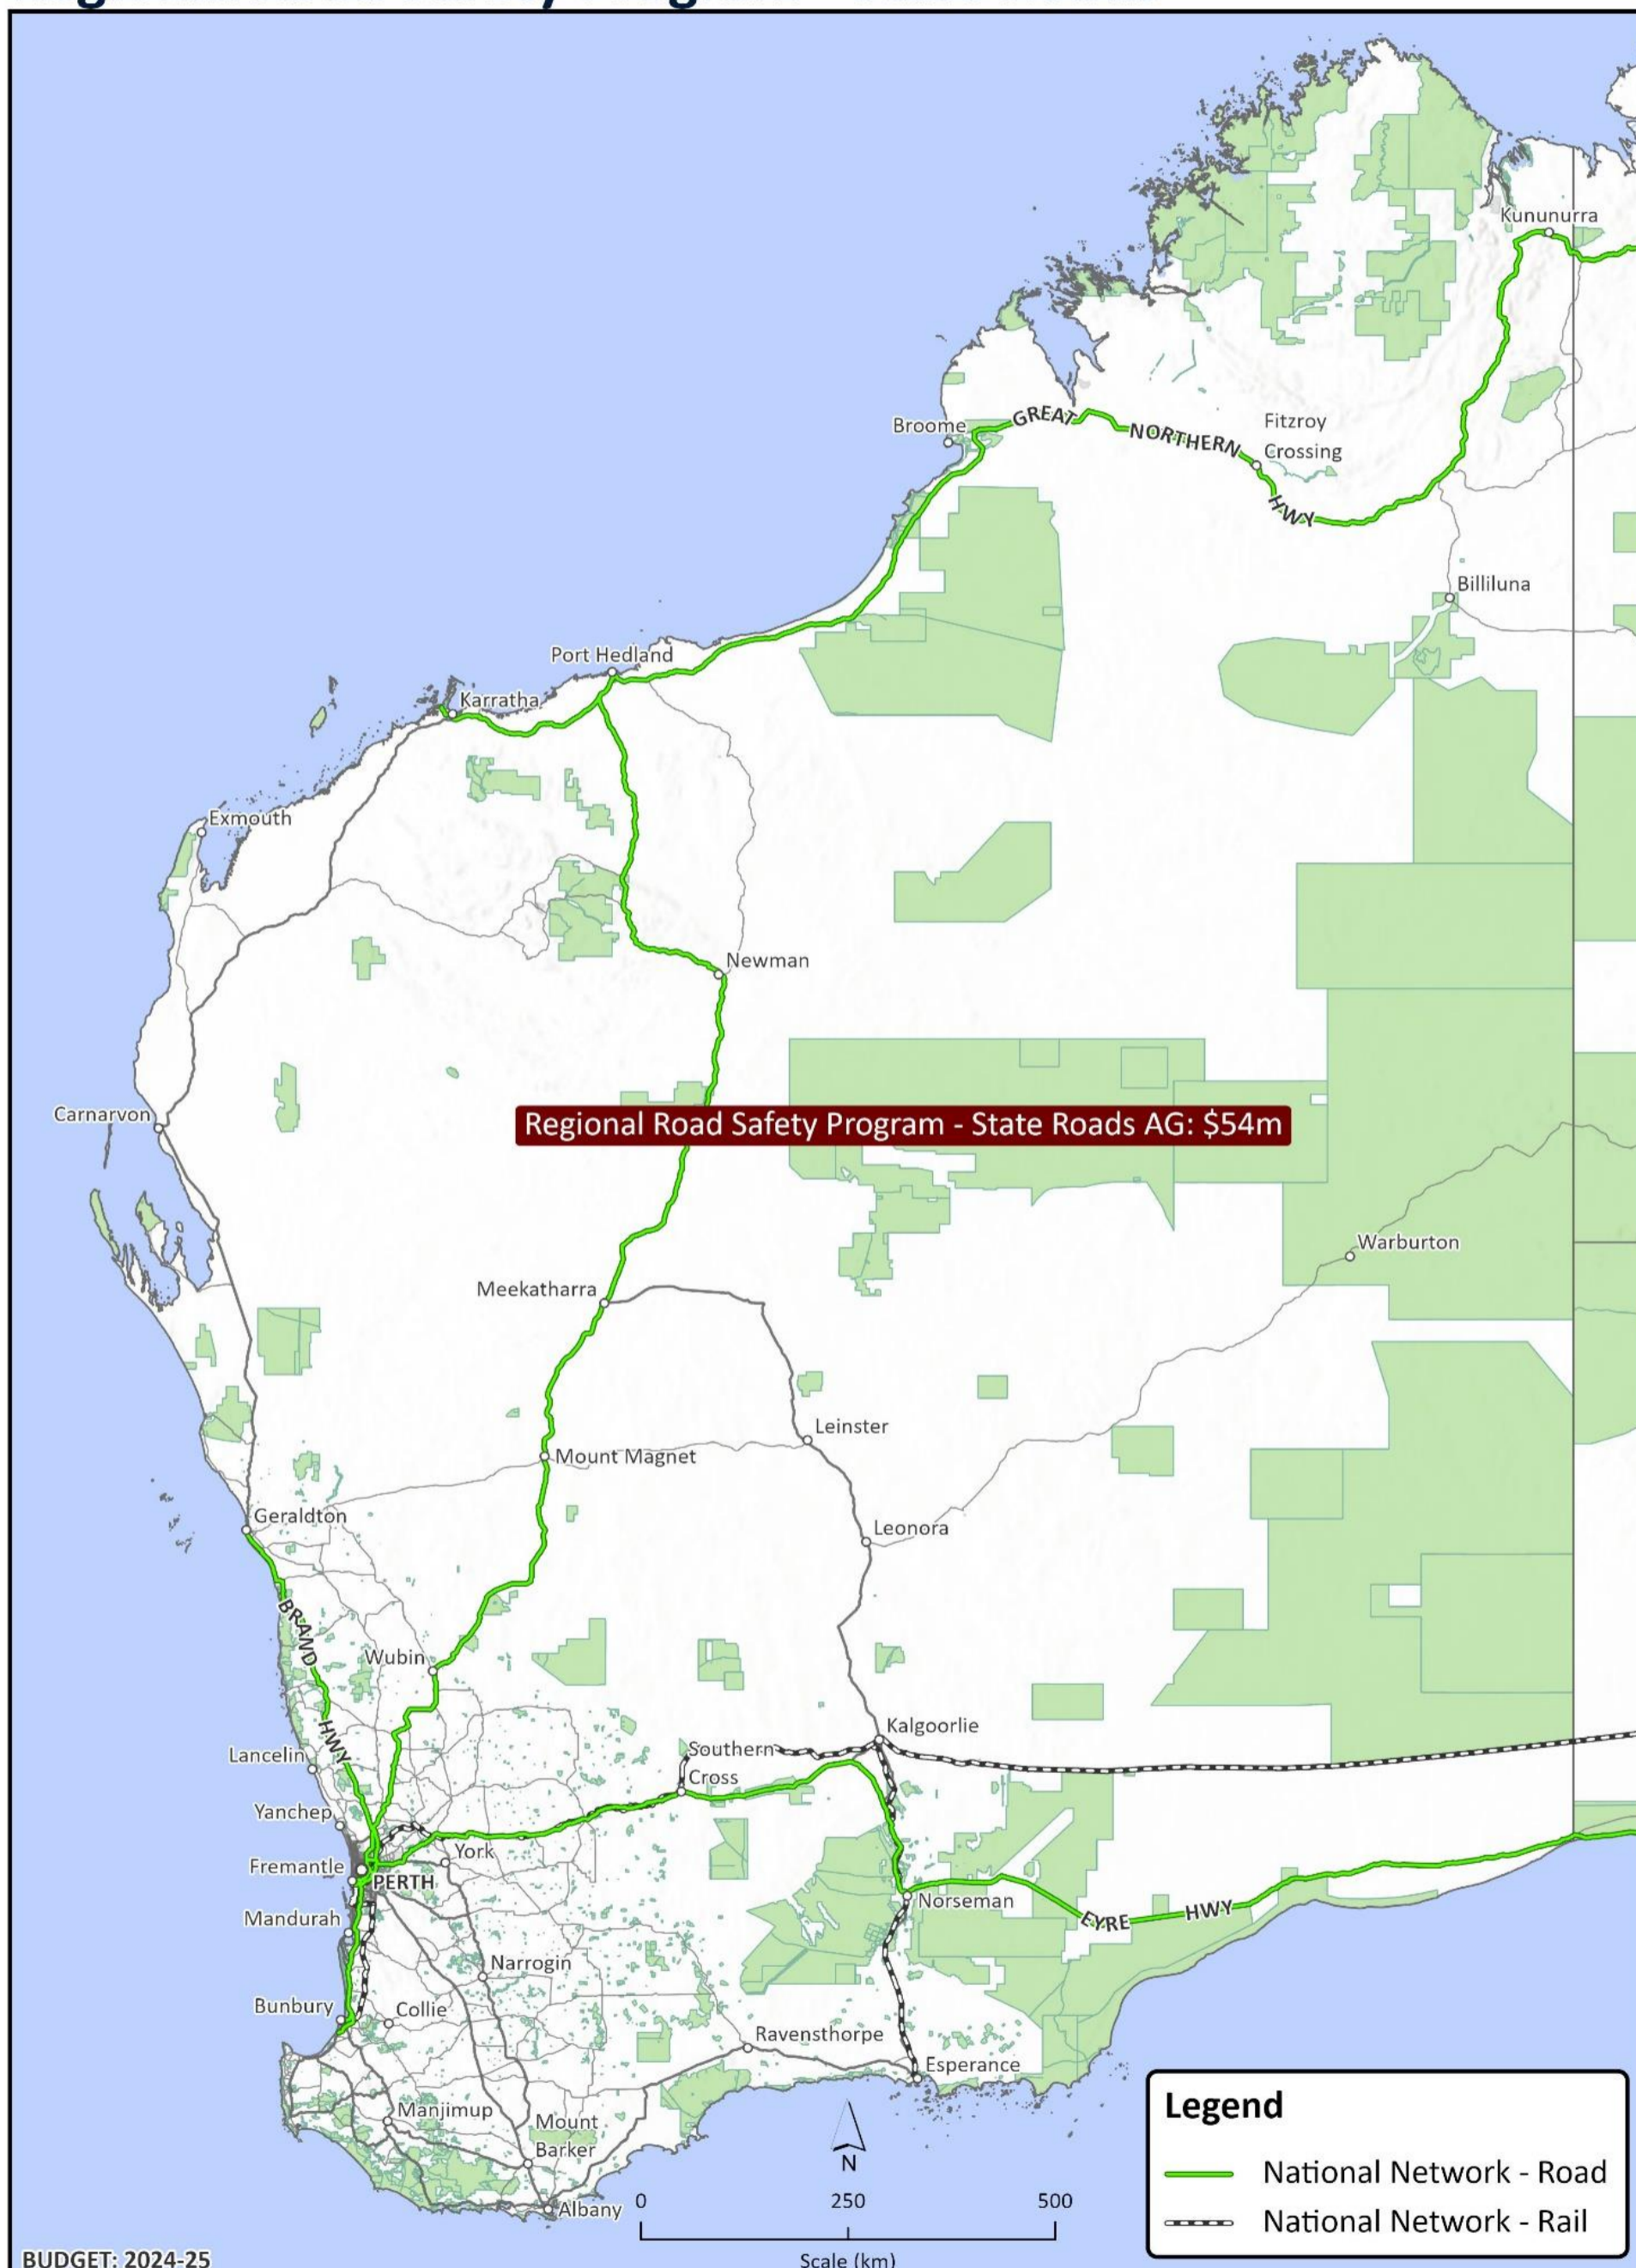 Kununurra
Broome
GREAT NORTHERN HWY
Fitzroy
Crossing
Billiluna
Port Hedland
Karratha
Exmouth
Newman
Carnarvon
Regional Road Safety Program - State Roads AG: $54m
Warburton
Meekatharra
Leinster
Mount Magnet
Geraldton
Leonora
BRAND HWY
Wubin
Kalgoorlie
Lancelin
Southern
Cross
Yanchep
York
Fremantle
PERTH
Norseman
EYRE HWY
Mandurah
Narrogin
Bunbury
Collie
Ravensthorpe
Esperance
Manjimup
Mount
Barker
Albany
N
0 250 500
Scale (km)
Legend
National Network - Road
National Network - Rail
BUDGET: 2024-25